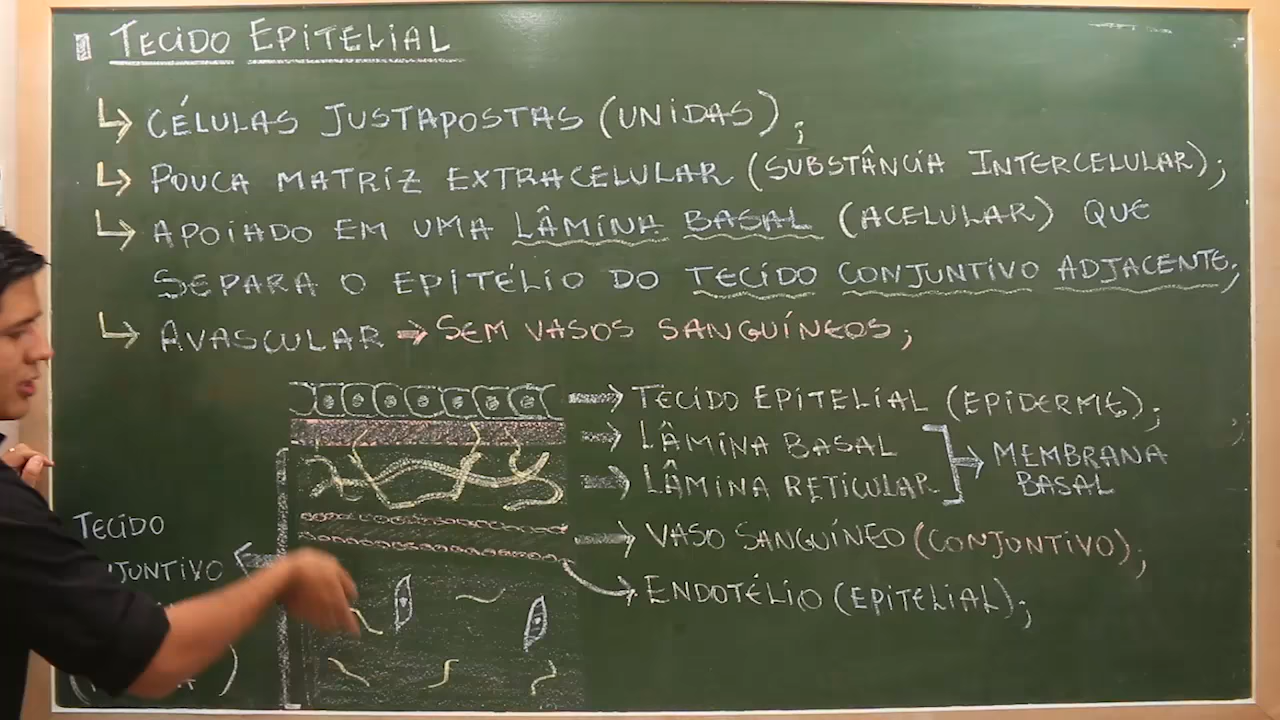 TECIDO EPITELIAL
↳ CÉLULAS JUSTAPOSTAS (UNIDAS);
↳ POUCA MATRIZ EXTRACELULAR (SUBSTÂNCIA INTERCELULAR);
↳ APOIADO EM UMA LÂMINA BASAL (ACELULAR) QUE
SEPARA O EPITÉLIO DO TECIDO CONJUNTIVO ADJACENTE;
↳ AVASCULAR → SEM VASOS SANGUÍNEOS;
→ TECIDO EPITELIAL (EPIDERME);
→ LÂMINA BASAL
→ LÂMINA RETICULAR
→ MEMBRANA
BASAL
→ VASO SANGUÍNEO (CONJUNTIVO);
→ ENDOTÉLIO (EPITELIAL);
TECIDO